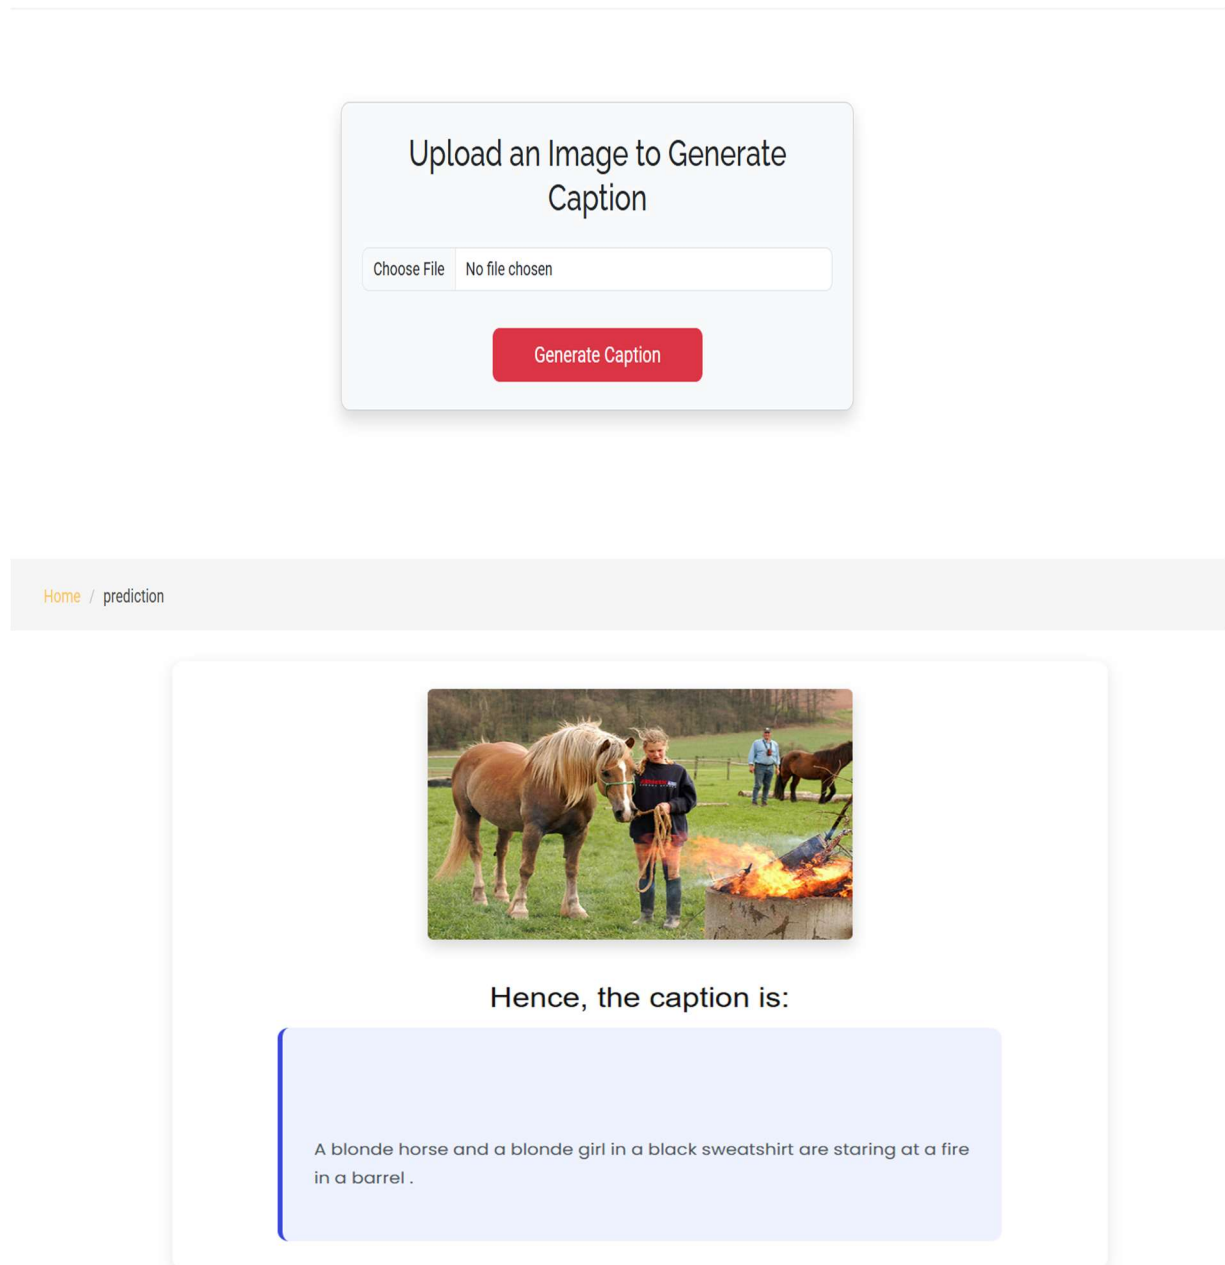 Upload an Image to Generate
Caption
Choose File No file chosen
Generate Caption
Home / prediction
Hence, the caption is:
A blonde horse and a blonde girl in a black sweatshirt are staring at a fire
in a barrel .